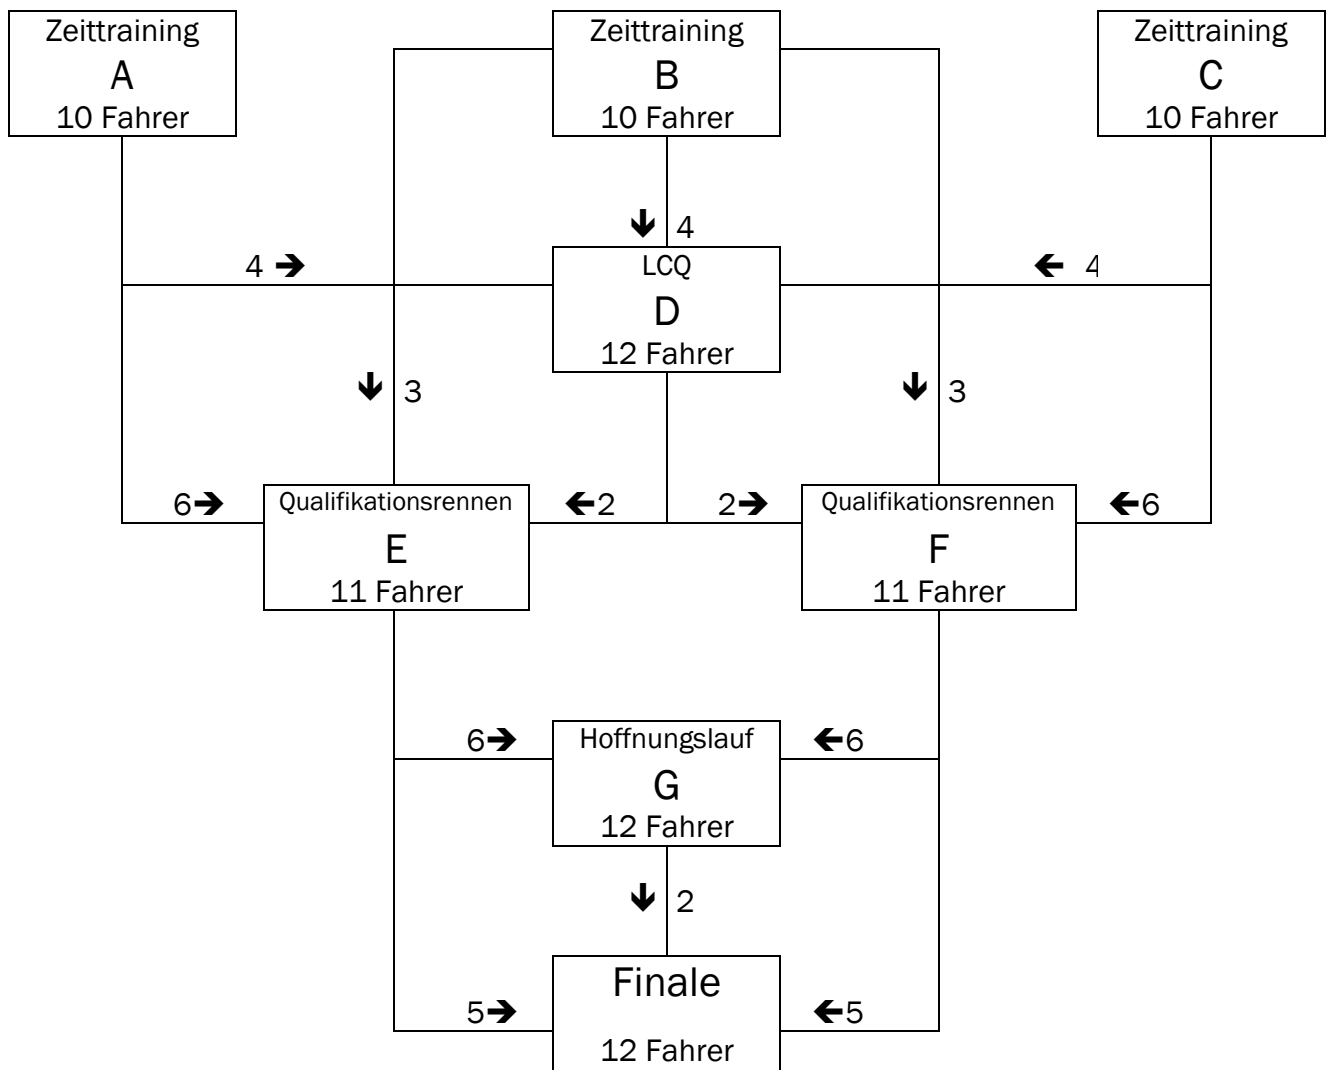 Zeittraining
A
10 Fahrer
Zeittraining
B
10 Fahrer
Zeittraining
C
10 Fahrer
🡫 4
4 🡪
LCQ
D
12 Fahrer
🡨 4
🡫 3
🡫 3
6🡪
Qualifikationsrennen
E
11 Fahrer
🡨2
2🡪
Qualifikationsrennen
F
11 Fahrer
🡨6
6🡪
Hoffnungslauf
G
12 Fahrer
🡨6
🡫 2
5🡪
Finale
12 Fahrer
🡨5